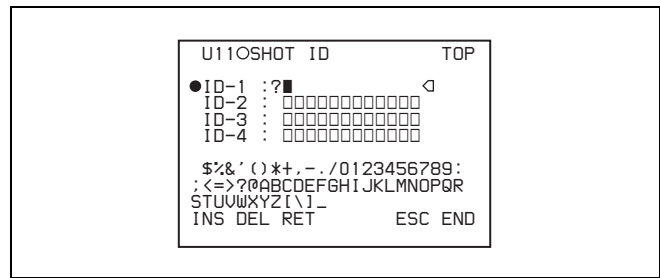 U11○SHOT ID TOP
●ID-1 :?■ ◁
ID-2 : □□□□□□□□□□□□
ID-3 : □□□□□□□□□□□□
ID-4 : □□□□□□□□□□□□
$%&'()*+,-./0123456789:
;<=>?@ABCDEFGHIJKLMNOPQR
STUVWXYZ[\]_
INS DEL RET ESC END